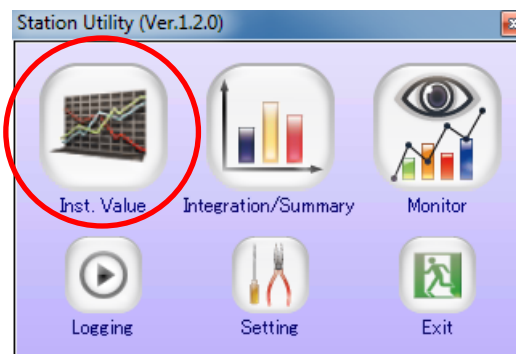 Station Utility (Ver.1.2.0)
Inst. Value Integration/Summary Monitor
Logging Setting Exit